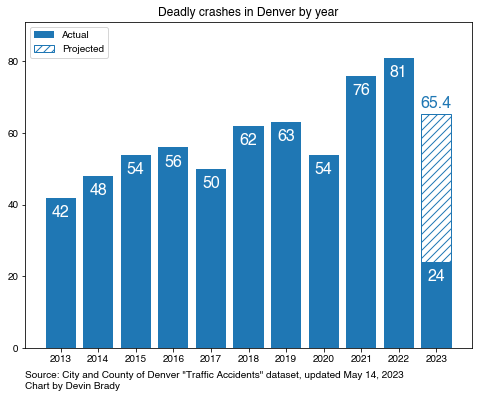 Deadly crashes in Denver by year
Actual
Projected
80
60
40
20
0
42
48
54
56
50
62
63
54
76
81
65.4
24
2013 2014 2015 2016 2017 2018 2019 2020 2021 2022 2023
Source: City and County of Denver "Traffic Accidents" dataset, updated May 14, 2023
Chart by Devin Brady